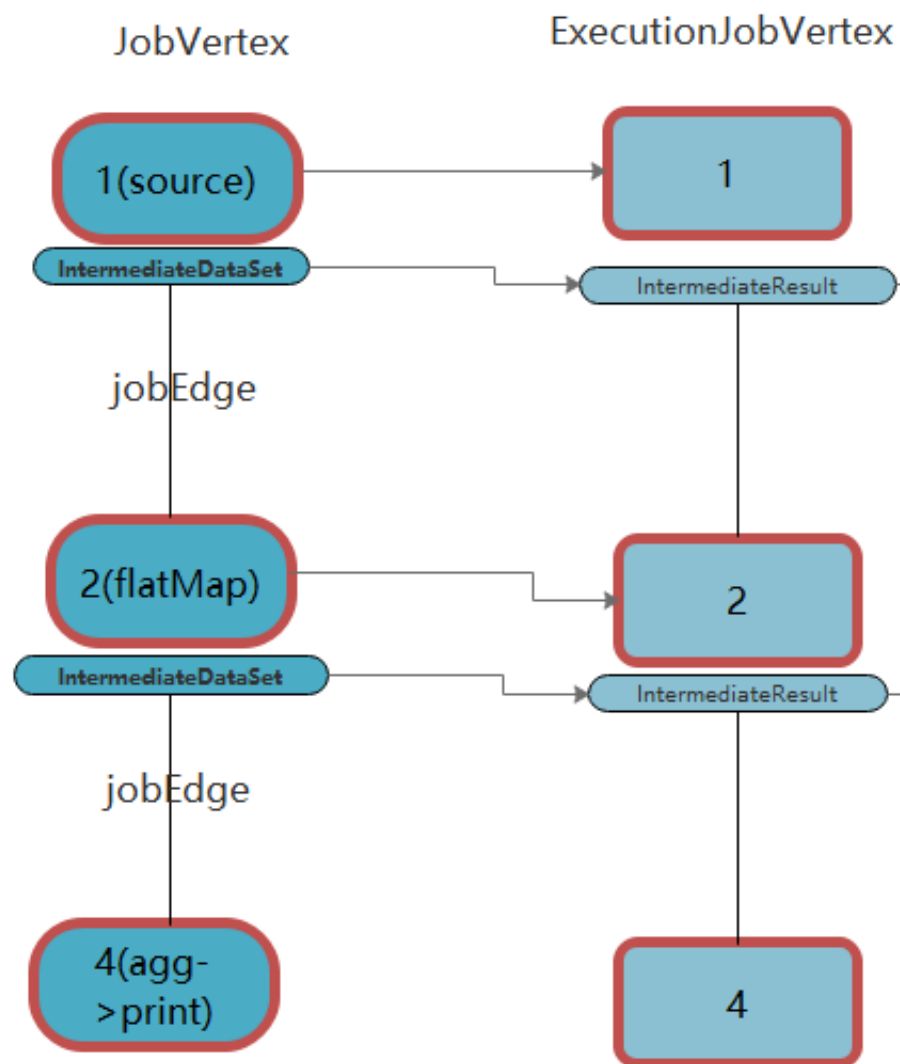 JobVertex
ExecutionJobVertex
1(source)
1
IntermediateDataSet
IntermediateResult
jobEdge
2(flatMap)
2
IntermediateDataSet
IntermediateResult
jobEdge
4(agg-
>print)
4